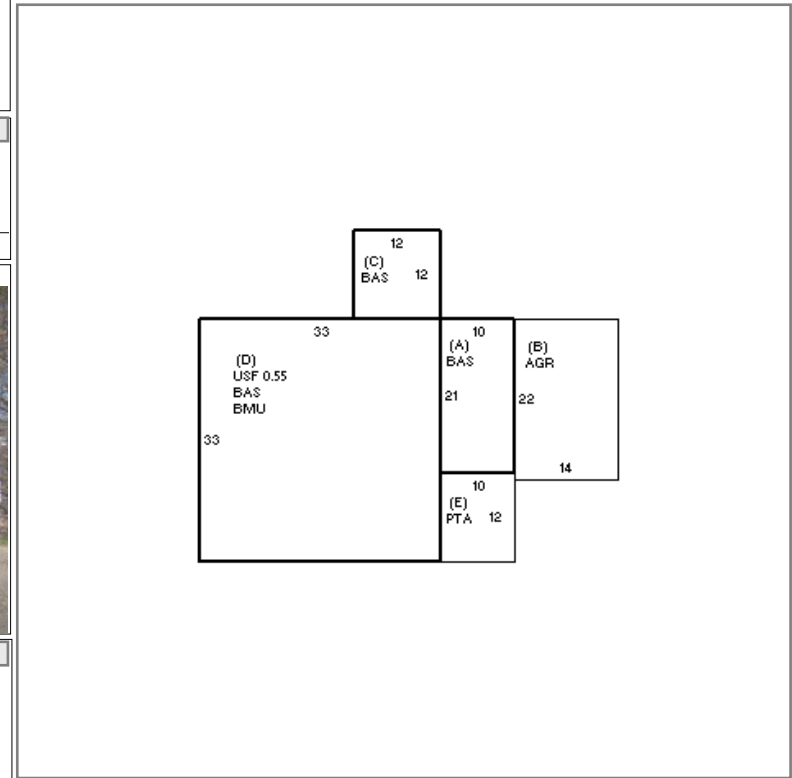 12
(C)
BAS 12
33
(D)
USF 0.55
BAS
BMU
33
10
(A)
BAS
21
(B)
AGR
22
14
10
(E)
PTA 12